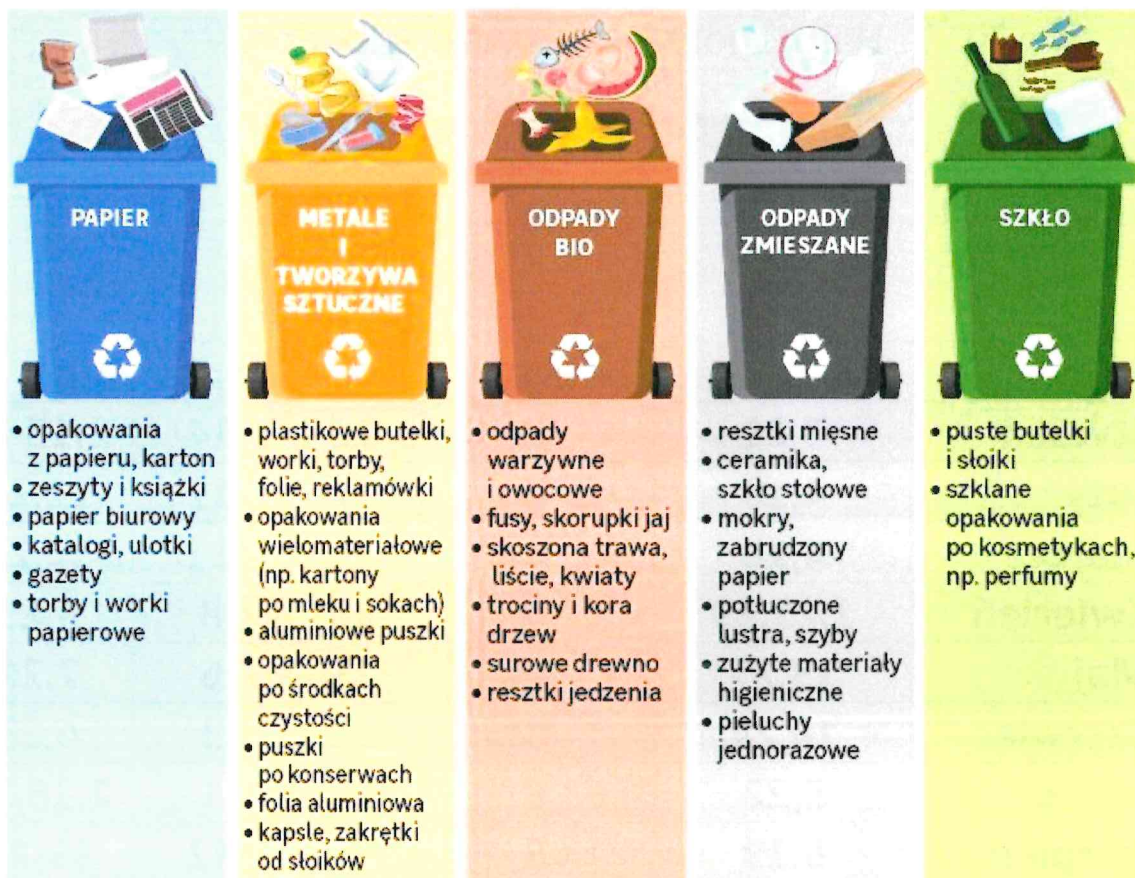 PAPIER
• opakowania
z papieru, karton
• zeszyty i książki
• papier biurowy
• katalogi, ulotki
• gazety
• torby i worki
papierowe
METALE
I
TWORZYWA
SZTUCZNE
• plastikowe butelki,
worki, torby,
folie, reklamówki
• opakowania
wielomateriałowe
(np. kartony
po mleku i sokach)
• aluminiowe puszki
• opakowania
po środkach
czystości
• puszki
po konserwach
• folia aluminiowa
• kapsle, zakrętki
od słoików
ODPADY
BIO
• odpady
warzywne
i owocowe
• fusy, skorupki jaj
• skoszona trawa,
liście, kwiaty
• trociny i kora
drzew
• surowe drewno
• resztki jedzenia
ODPADY
ZMIESZANE
• resztki mięsne
• ceramika,
szkło stołowe
• mokry,
zabrudzony
papier
• potłuczone
lustra, szyby
• zużyte materiały
higieniczne
• pieluchy
jednorazowe
SZKŁO
• puste butelki
i słoiki
• szklane
opakowania
po kosmetykach,
np. perfumy